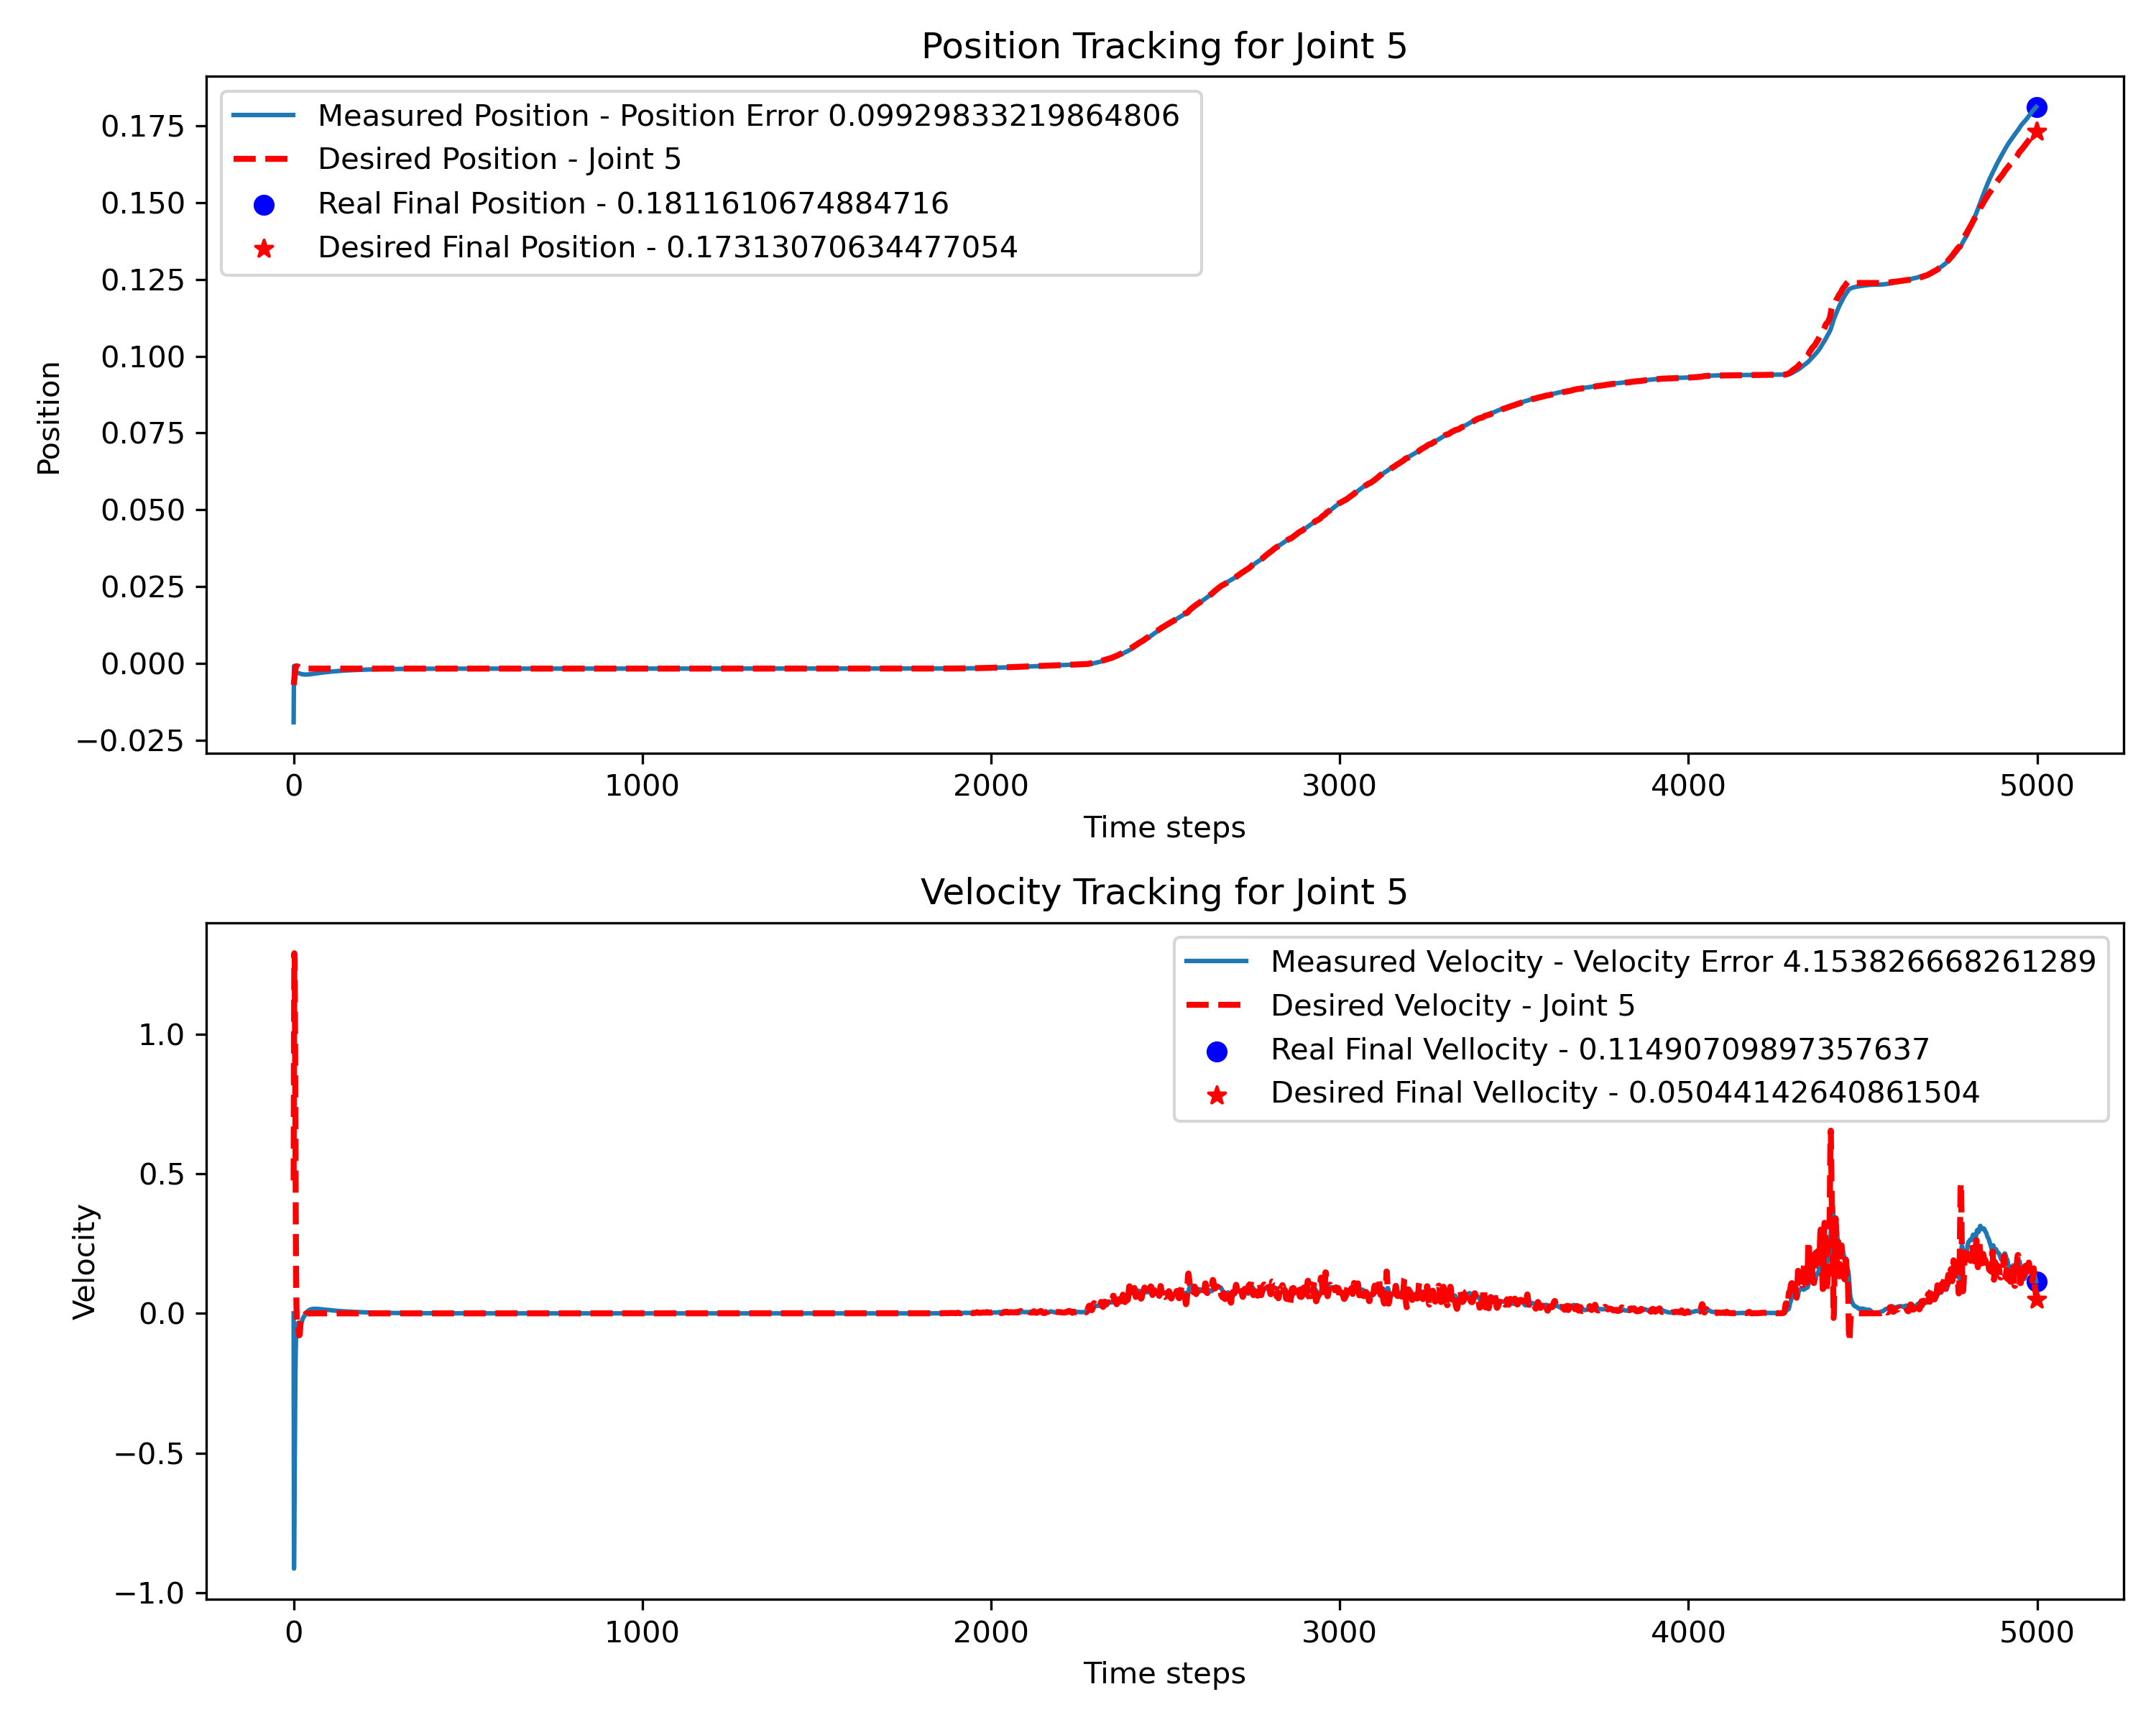 Position Tracking for Joint 5
Measured Position - Position Error 0.09929833219864806
Desired Position - Joint 5
Real Final Position - 0.1811610674884716
Desired Final Position - 0.17313070634477054
Position
0.175
0.150
0.125
0.100
0.075
0.050
0.025
0.000
−0.025
0 1000 2000 3000 4000 5000
Time steps
Velocity Tracking for Joint 5
Measured Velocity - Velocity Error 4.153826668261289
Desired Velocity - Joint 5
Real Final Vellocity - 0.11490709897357637
Desired Final Vellocity - 0.05044142640861504
Velocity
1.0
0.5
0.0
−0.5
−1.0
0 1000 2000 3000 4000 5000
Time steps